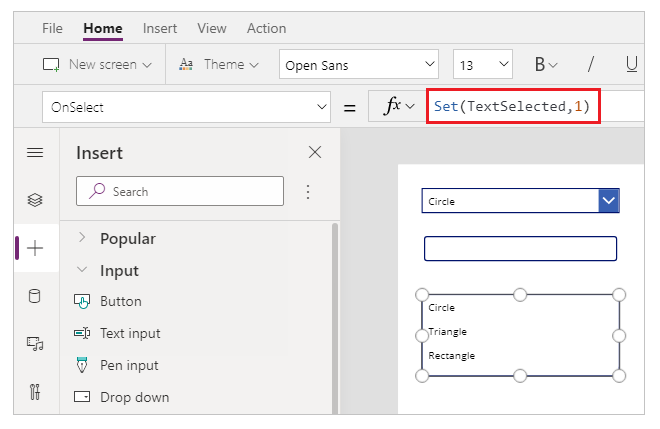 File Home Insert View Action
New screen Aa Theme Open Sans 13 B / U
OnSelect = fx Set(TextSelected,1)
Insert
Search
Popular
Input
Button
Text input
Pen input
Drop down
Circle
Circle
Triangle
Rectangle